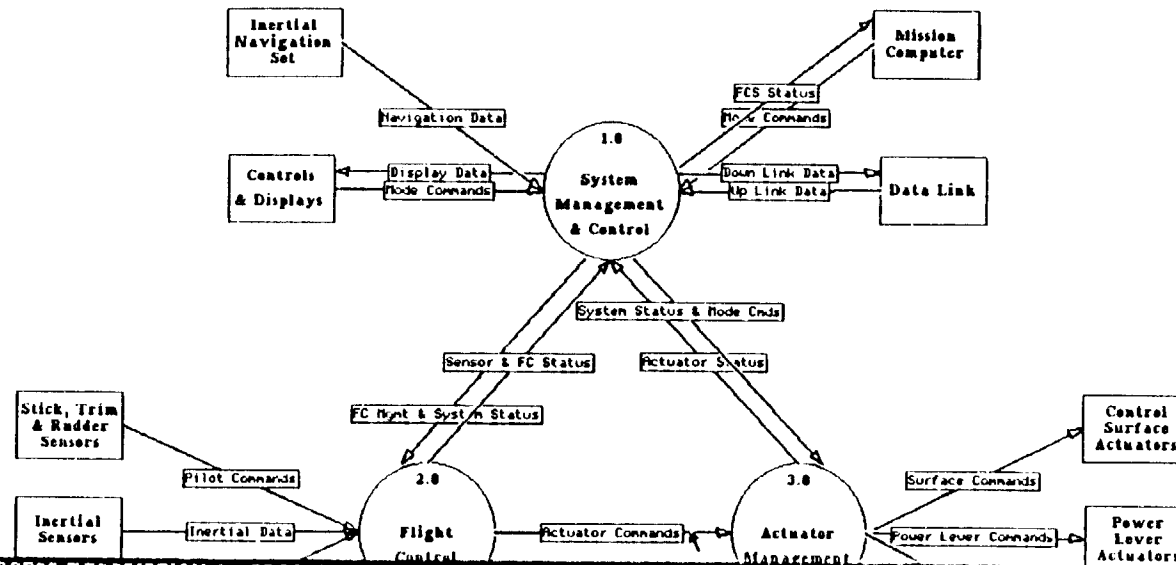 Inertial
Navigation
Set
Mission
Computer
FCS Status
Mode Commands
Navigation Data
1.0
System
Management
& Control
Controls
& Displays
Display Data
Mode Commands
Down Link Data
Up Link Data
Data Link
System Status & Mode Cmds
Sensor & FC Status
Actuator Status
FC Mgmt & System Status
Stick, Trim
& Rudder
Sensors
Control
Surface
Actuators
Pilot Commands
2.0
3.0
Surface Commands
Inertial
Sensors
Inertial Data
Flight
Control
Actuator Commands
Actuator
Management
Power Lever Commands
Power
Lever
Actuators